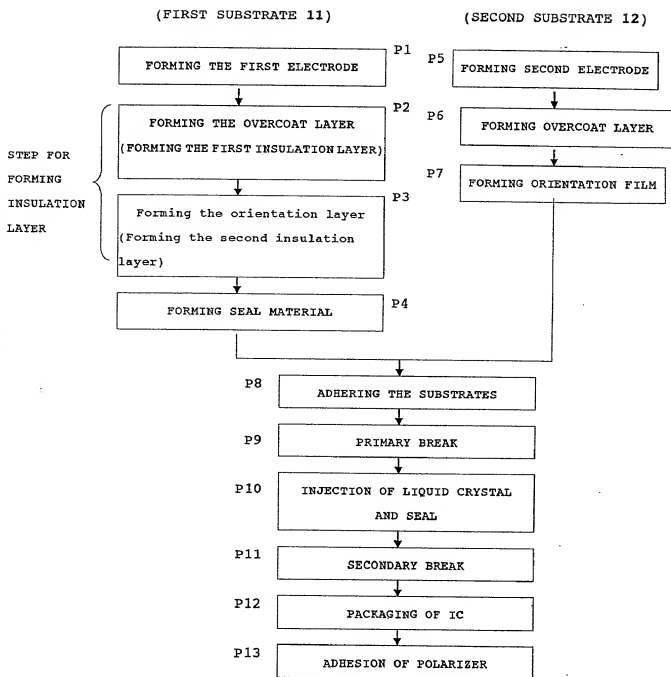 (FIRST SUBSTRATE 11)
(SECOND SUBSTRATE 12)
P1
FORMING THE FIRST ELECTRODE
P2
FORMING THE OVERCOAT LAYER
(FORMING THE FIRST INSULATION LAYER)
STEP FOR
FORMING
INSULATION
LAYER
P3
Forming the orientation layer
(Forming the second insulation
layer)
P4
FORMING SEAL MATERIAL
P5
FORMING SECOND ELECTRODE
P6
FORMING OVERCOAT LAYER
P7
FORMING ORIENTATION FILM
P8
ADHERING THE SUBSTRATES
P9
PRIMARY BREAK
P10
INJECTION OF LIQUID CRYSTAL
AND SEAL
P11
SECONDARY BREAK
P12
PACKAGING OF IC
P13
ADHESION OF POLARIZER